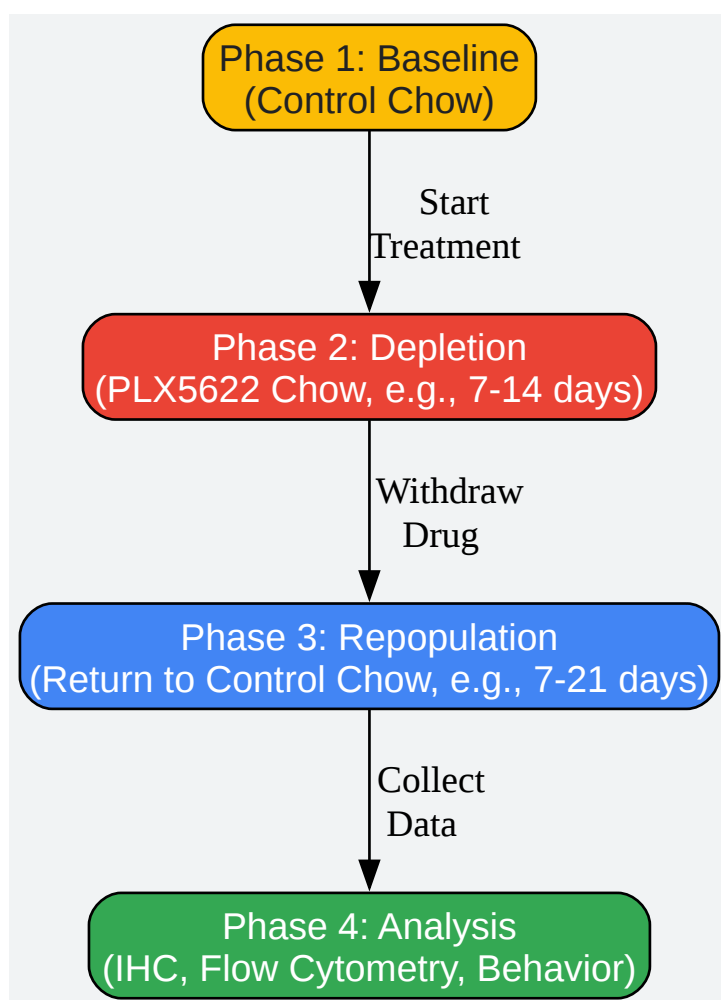 Phase 1: Baseline
(Control Chow)
Start
Treatment
Phase 2: Depletion
(PLX5622 Chow, e.g., 7-14 days)
Withdraw
Drug
Phase 3: Repopulation
(Return to Control Chow, e.g., 7-21 days)
Collect
Data
Phase 4: Analysis
(IHC, Flow Cytometry, Behavior)